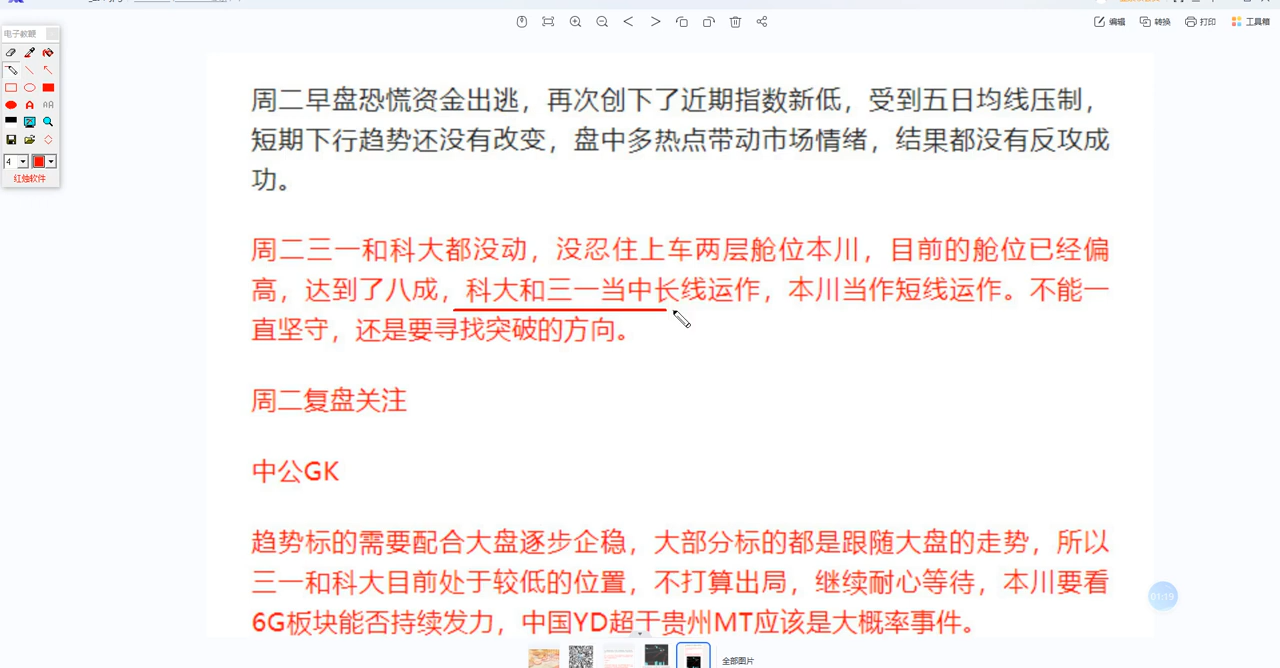 编辑
转换
打印
工具箱
电子教鞭
4
红烛软件
周二早盘恐慌资金出逃，再次创下了近期指数新低，受到五日均线压制，
短期下行趋势还没有改变，盘中多热点带动市场情绪，结果都没有反攻成
功。
周二三一和科大都没动，没忍住上车两层舱位本川，目前的舱位已经偏
高，达到了八成，科大和三一当中长线运作，本川当作短线运作。不能一
直坚守，还是要寻找突破的方向。
周二复盘关注
中公GK
趋势标的需要配合大盘逐步企稳，大部分标的都是跟随大盘的走势，所以
三一和科大目前处于较低的位置，不打算出局，继续耐心等待，本川要看
6G板块能否持续发力，中国YD超于贵州MT应该是大概率事件。
01:19
全部图片